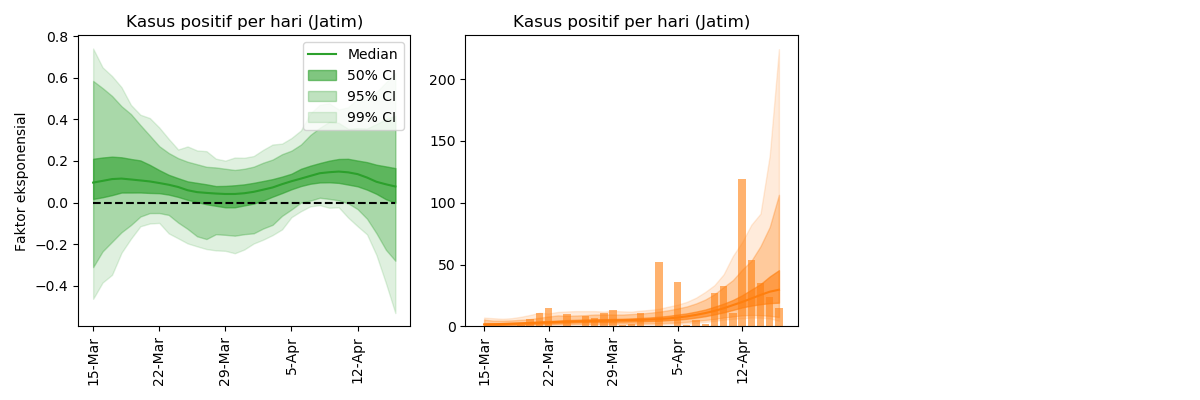 Kasus positif per hari (Jatim)
Faktor eksponensial
0.8
0.6
0.4
0.2
0.0
−0.2
−0.4
Median
50% CI
95% CI
99% CI
15-Mar
22-Mar
29-Mar
5-Apr
12-Apr
Kasus positif per hari (Jatim)
200
150
100
50
0
15-Mar
22-Mar
29-Mar
5-Apr
12-Apr